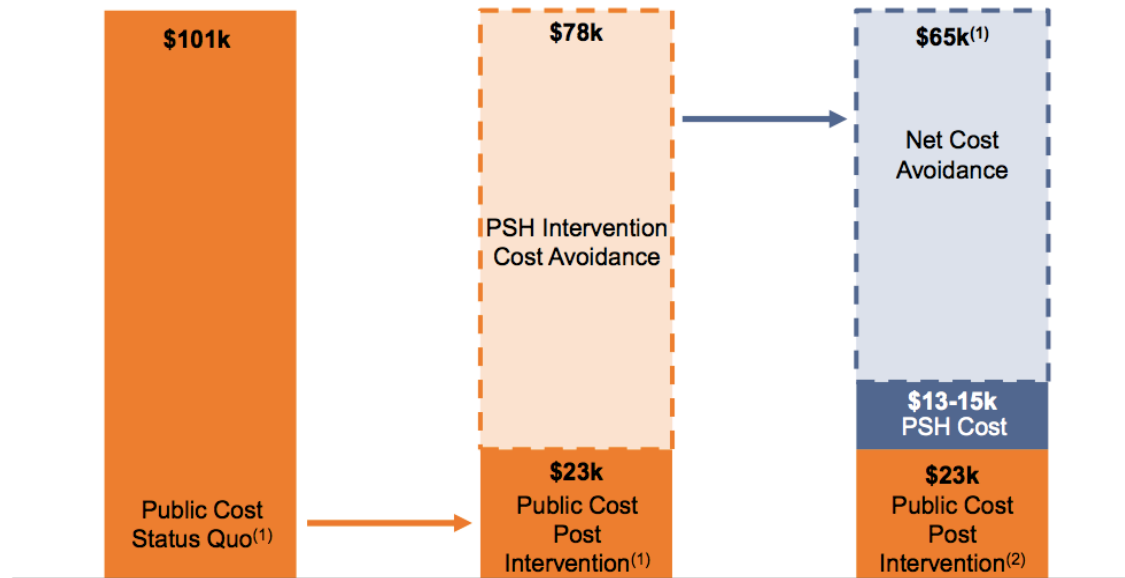 $101k
Public Cost
Status Quo(1)
$78k
PSH Intervention
Cost Avoidance
$23k
Public Cost
Post
Intervention(1)
$65k(1)
Net Cost
Avoidance
$13-15k
PSH Cost
$23k
Public Cost
Post
Intervention(2)